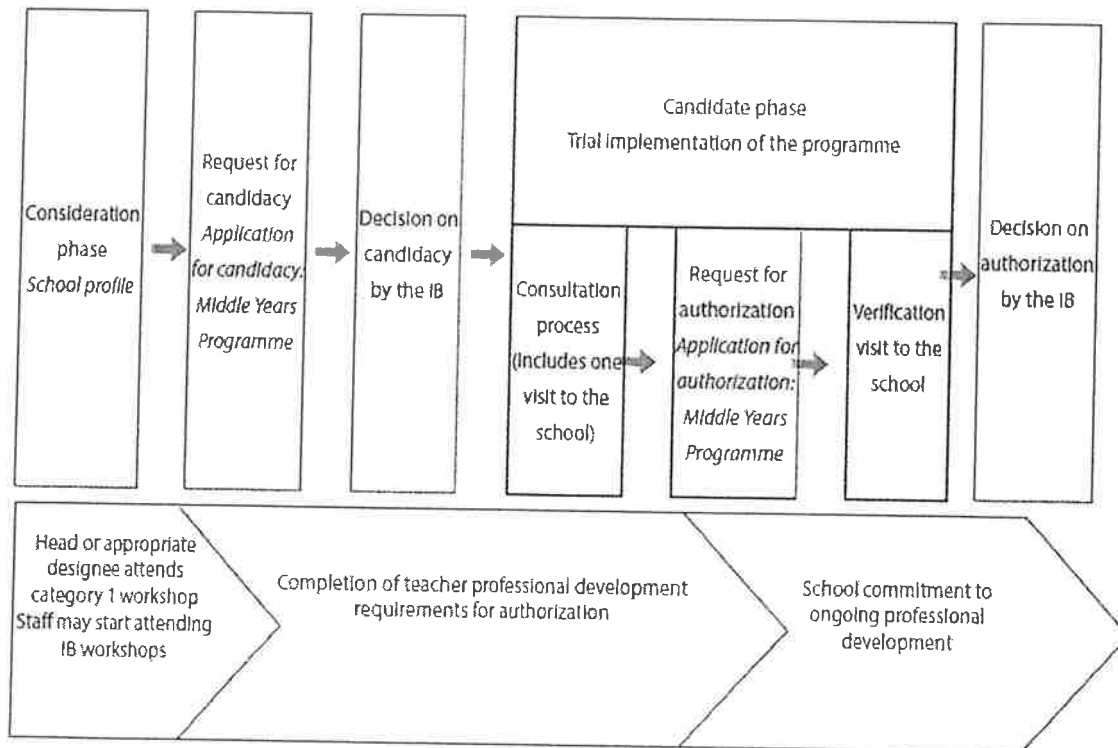 Consideration
phase
School profile
Request for
candidacy
Application
for candidacy:
Middle Years
Programme
Decision on
candidacy
by the IB
Candidate phase
Trial implementation of the programme
Consultation
process
(includes one
visit to the
school)
Request for
authorization
Application for
authorization:
Middle Years
Programme
Verification
visit to the
school
Decision on
authorization
by the IB
Head or appropriate
designee attends
category 1 workshop
Staff may start attending
IB workshops
Completion of teacher professional development
requirements for authorization
School commitment to
ongoing professional
development